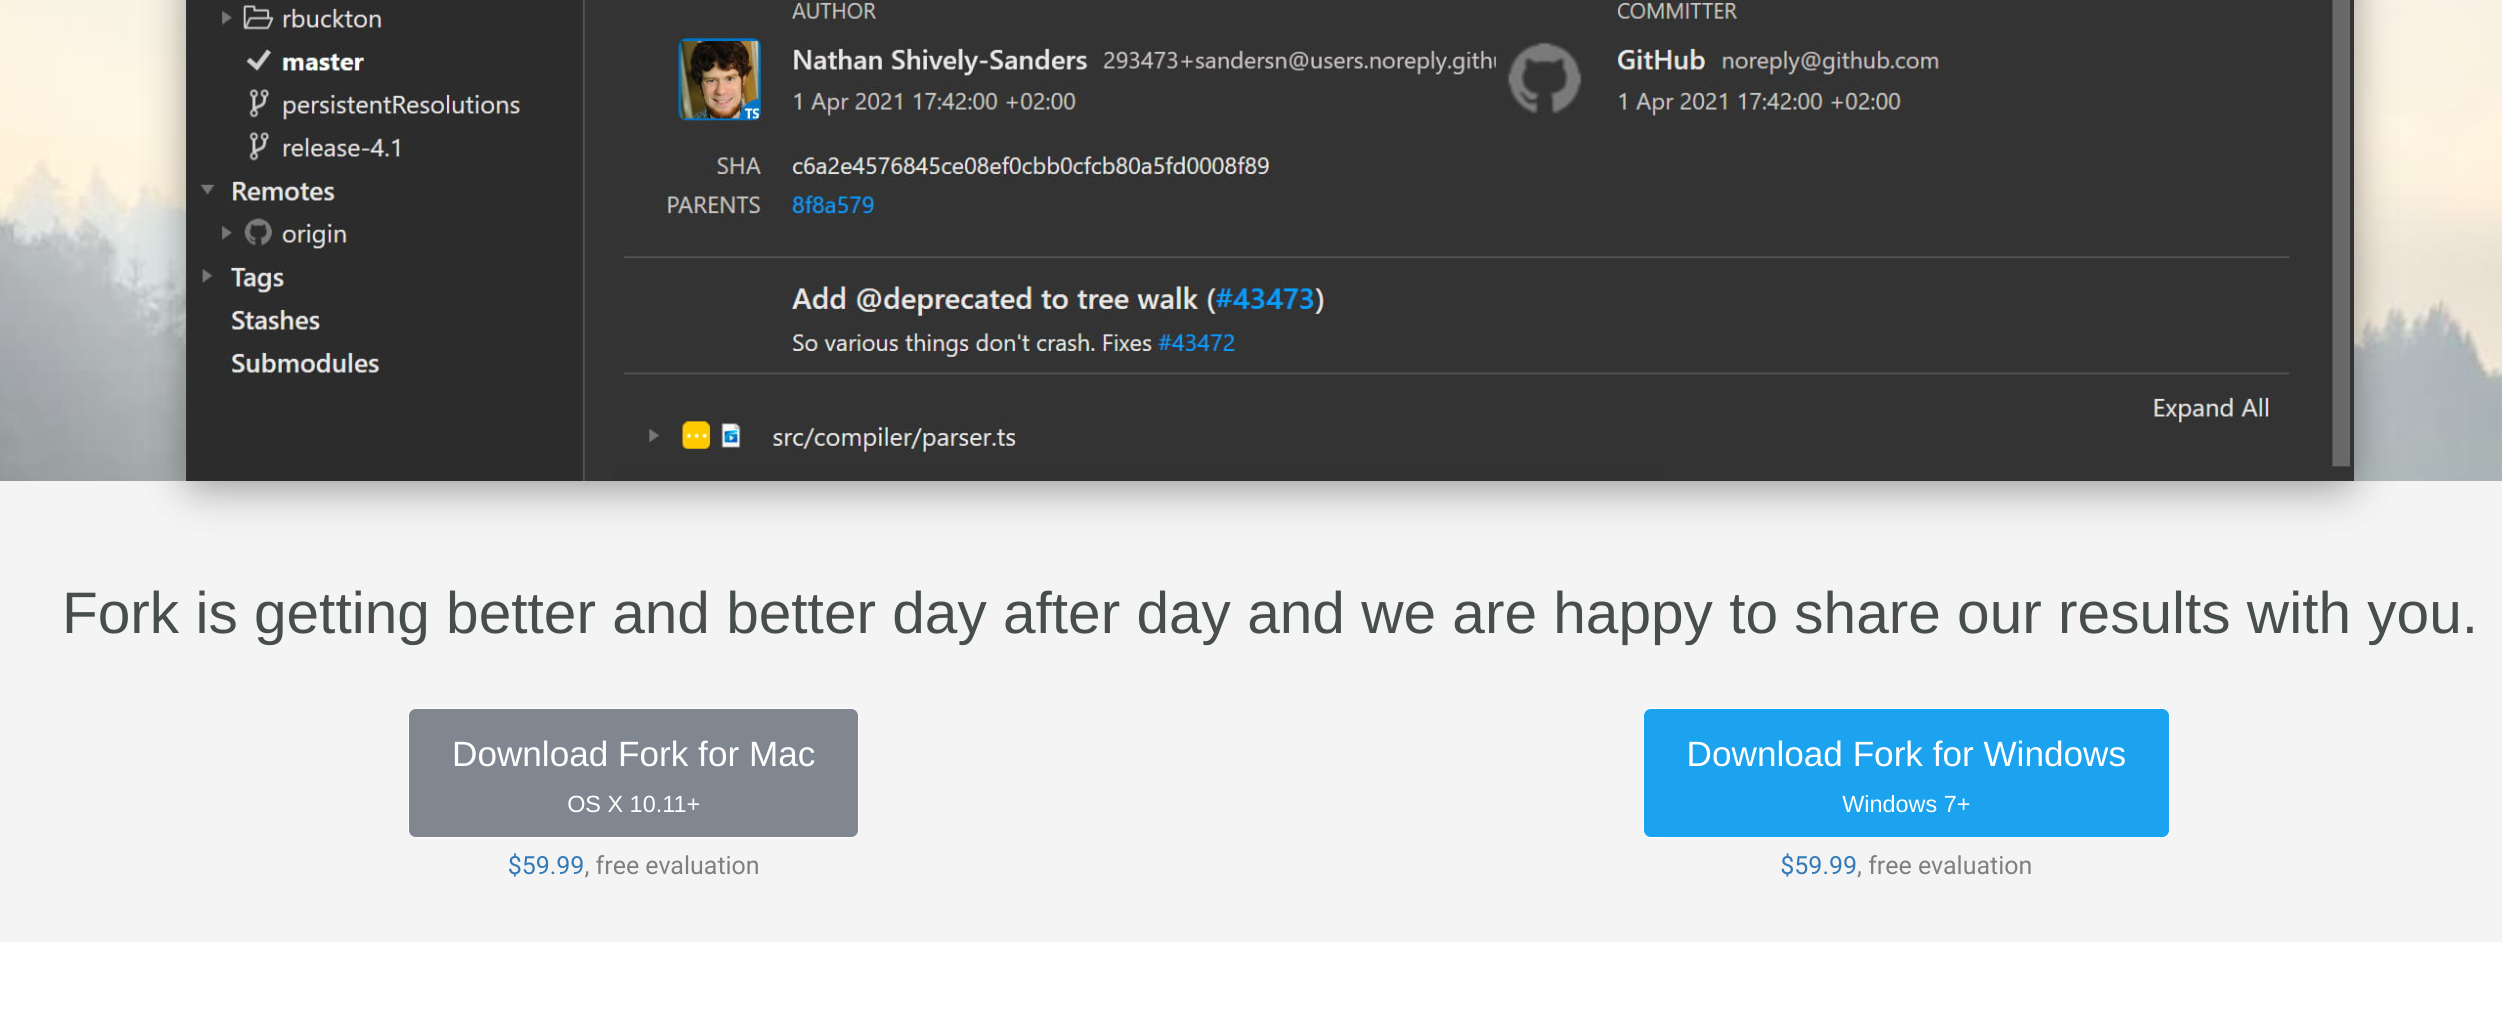 rbuckton
master
persistentResolutions
release-4.1
Remotes
origin
Tags
Stashes
Submodules
AUTHOR
Nathan Shively-Sanders 293473+sandersn@users.noreply.gith
1 Apr 2021 17:42:00 +02:00
TS
COMMITTER
GitHub noreply@github.com
1 Apr 2021 17:42:00 +02:00
SHA c6a2e4576845ce08ef0cbb0cfcb80a5fd0008f89
PARENTS 8f8a579
Add @deprecated to tree walk (#43473)
So various things don't crash. Fixes #43472
Expand All
src/compiler/parser.ts
Fork is getting better and better day after day and we are happy to share our results with you.
Download Fork for Mac
OS X 10.11+
$59.99, free evaluation
Download Fork for Windows
Windows 7+
$59.99, free evaluation